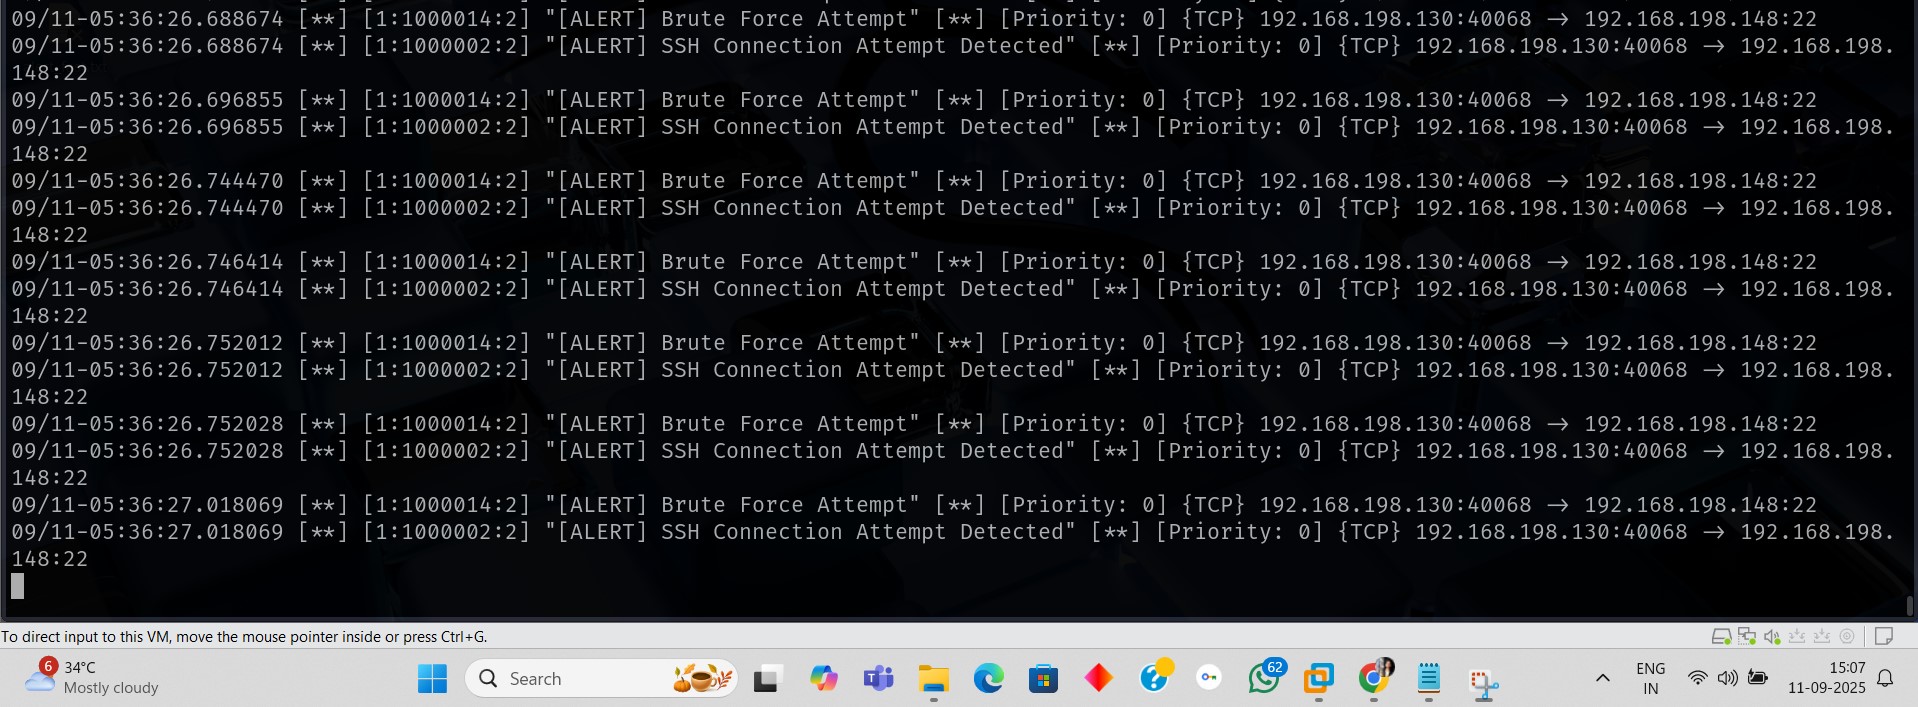 09/11-05:36:26.688674 [**] [1:1000014:2] "[ALERT] Brute Force Attempt" [**] [Priority: 0] {TCP} 192.168.198.130:40068 → 192.168.198.148:22
09/11-05:36:26.688674 [**] [1:1000002:2] "[ALERT] SSH Connection Attempt Detected" [**] [Priority: 0] {TCP} 192.168.198.130:40068 → 192.168.198.
148:22
09/11-05:36:26.696855 [**] [1:1000014:2] "[ALERT] Brute Force Attempt" [**] [Priority: 0] {TCP} 192.168.198.130:40068 → 192.168.198.148:22
09/11-05:36:26.696855 [**] [1:1000002:2] "[ALERT] SSH Connection Attempt Detected" [**] [Priority: 0] {TCP} 192.168.198.130:40068 → 192.168.198.
148:22
09/11-05:36:26.744470 [**] [1:1000014:2] "[ALERT] Brute Force Attempt" [**] [Priority: 0] {TCP} 192.168.198.130:40068 → 192.168.198.148:22
09/11-05:36:26.744470 [**] [1:1000002:2] "[ALERT] SSH Connection Attempt Detected" [**] [Priority: 0] {TCP} 192.168.198.130:40068 → 192.168.198.
148:22
09/11-05:36:26.746414 [**] [1:1000014:2] "[ALERT] Brute Force Attempt" [**] [Priority: 0] {TCP} 192.168.198.130:40068 → 192.168.198.148:22
09/11-05:36:26.746414 [**] [1:1000002:2] "[ALERT] SSH Connection Attempt Detected" [**] [Priority: 0] {TCP} 192.168.198.130:40068 → 192.168.198.
148:22
09/11-05:36:26.752012 [**] [1:1000014:2] "[ALERT] Brute Force Attempt" [**] [Priority: 0] {TCP} 192.168.198.130:40068 → 192.168.198.148:22
09/11-05:36:26.752012 [**] [1:1000002:2] "[ALERT] SSH Connection Attempt Detected" [**] [Priority: 0] {TCP} 192.168.198.130:40068 → 192.168.198.
148:22
09/11-05:36:26.752028 [**] [1:1000014:2] "[ALERT] Brute Force Attempt" [**] [Priority: 0] {TCP} 192.168.198.130:40068 → 192.168.198.148:22
09/11-05:36:26.752028 [**] [1:1000002:2] "[ALERT] SSH Connection Attempt Detected" [**] [Priority: 0] {TCP} 192.168.198.130:40068 → 192.168.198.
148:22
09/11-05:36:27.018069 [**] [1:1000014:2] "[ALERT] Brute Force Attempt" [**] [Priority: 0] {TCP} 192.168.198.130:40068 → 192.168.198.148:22
09/11-05:36:27.018069 [**] [1:1000002:2] "[ALERT] SSH Connection Attempt Detected" [**] [Priority: 0] {TCP} 192.168.198.130:40068 → 192.168.198.
148:22
To direct input to this VM, move the mouse pointer inside or press Ctrl+G.
6
34°C
Mostly cloudy
Search
62
ENG
IN
15:07
11-09-2025